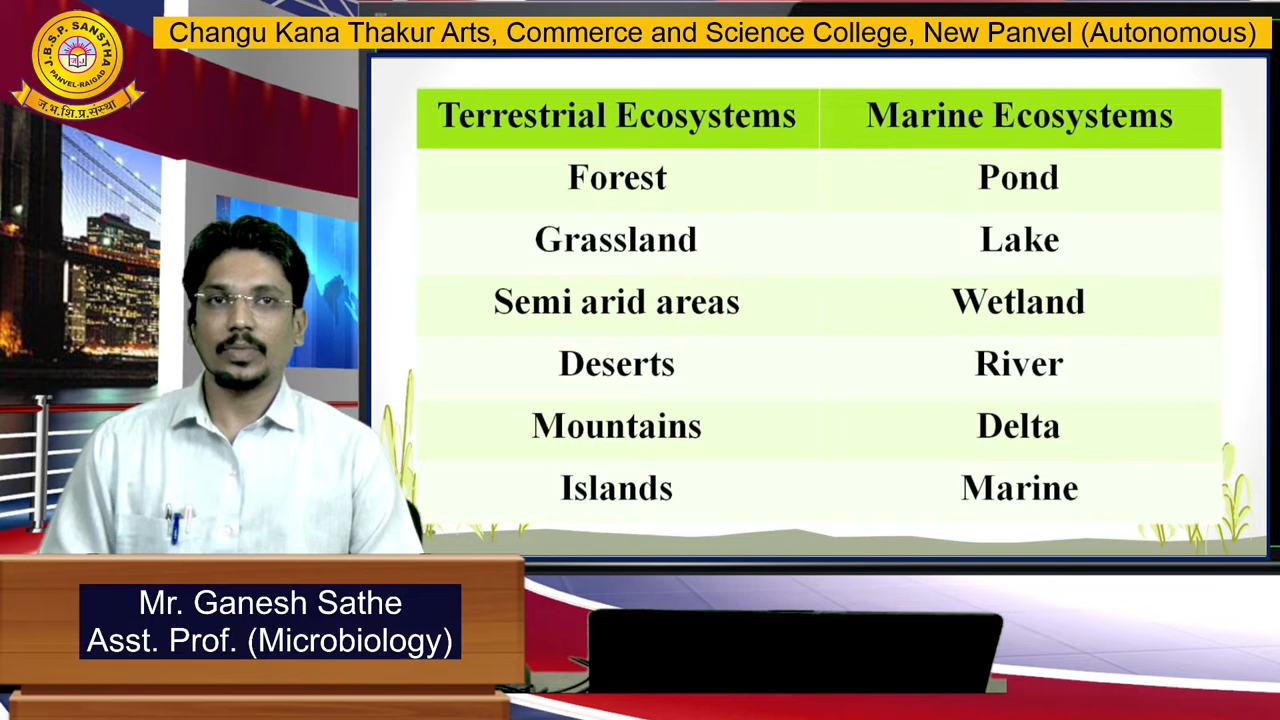 Changu Kana Thakur Arts, Commerce and Science College, New Panvel (Autonomous)
J.B.S.P. SANSTHA
PANVEL-RAIGAD
ज.भ.शि.प्र.संस्था
Terrestrial Ecosystems Marine Ecosystems
Forest Pond
Grassland Lake
Semi arid areas Wetland
Deserts River
Mountains Delta
Islands Marine
Mr. Ganesh Sathe
Asst. Prof. (Microbiology)